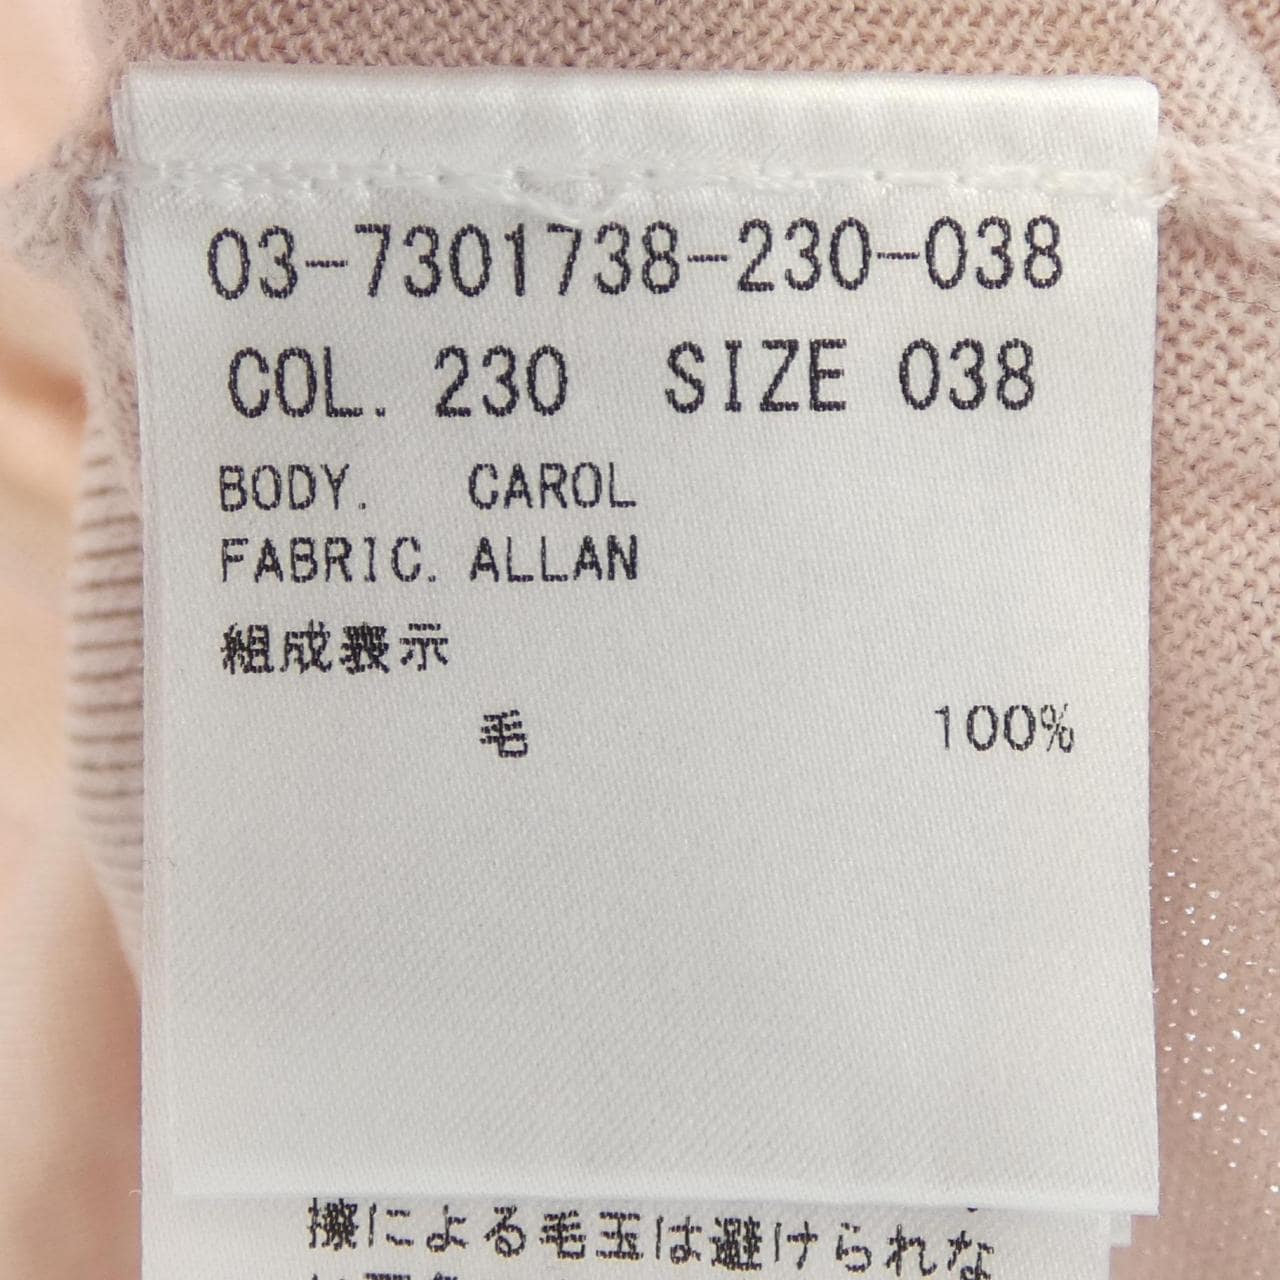 03-7301738-230-038
COL. 230 SIZE 038
BODY. CAROL
FABRIC. ALLAN
組成表示
毛 100%
擦による毛玉は避けられな